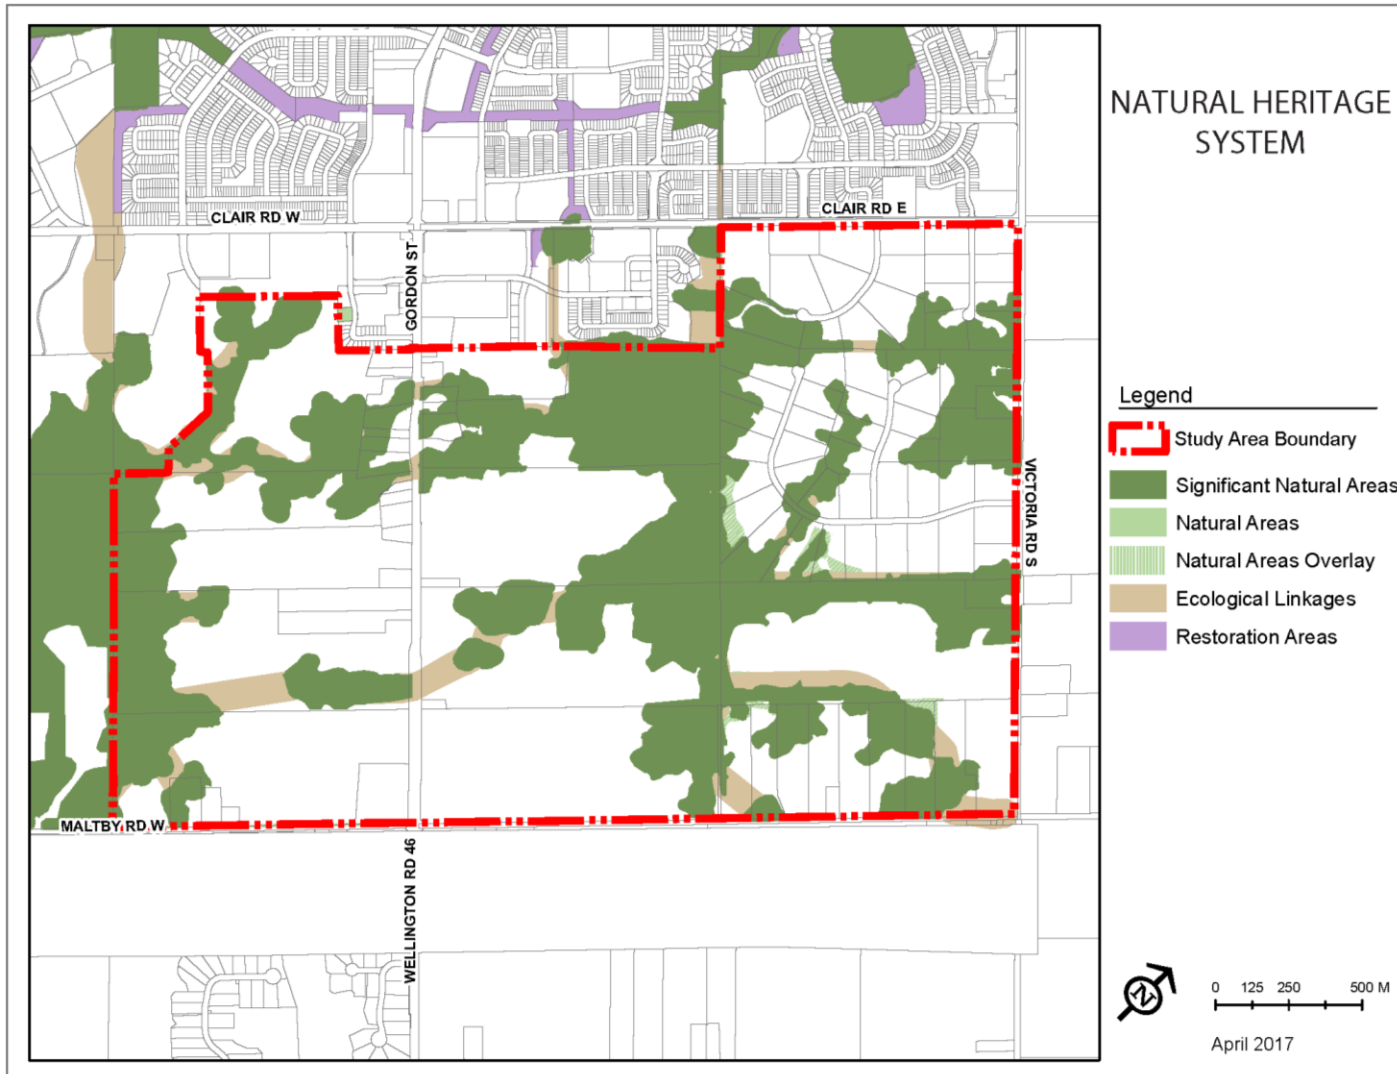 NATURAL HERITAGE
SYSTEM
CLAIR RD W
CLAIR RD E
GORDON ST
VICTORIA RD S
MALTBY RD W
WELLINGTON RD 46
Legend
Study Area Boundary
Significant Natural Areas
Natural Areas
Natural Areas Overlay
Ecological Linkages
Restoration Areas
N
0 125 250 500 M
April 2017